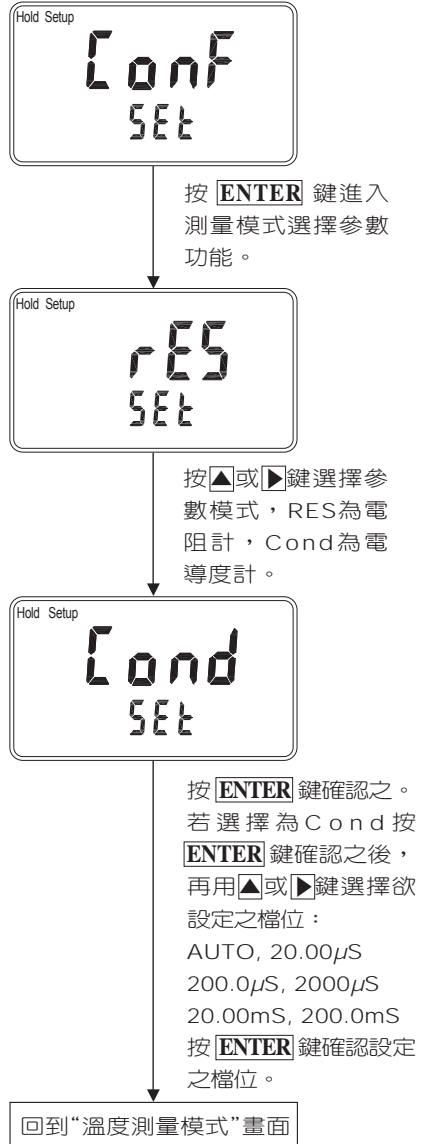 Hold Setup
ConF
SEt
按 ENTER 鍵進入
測量模式選擇參數
功能。
Hold Setup
rES
SEt
按▲或▶鍵選擇參
數模式，RES為電
阻計，Cond為電
導度計。
Hold Setup
Cond
SEt
按 ENTER 鍵確認之。
若選擇為Cond按
ENTER 鍵確認之後，
再用▲或▶鍵選擇欲
設定之檔位：
AUTO, 20.00µS
200.0µS, 2000µS
20.00mS, 200.0mS
按 ENTER 鍵確認設定
之檔位。
回到“溫度測量模式”畫面